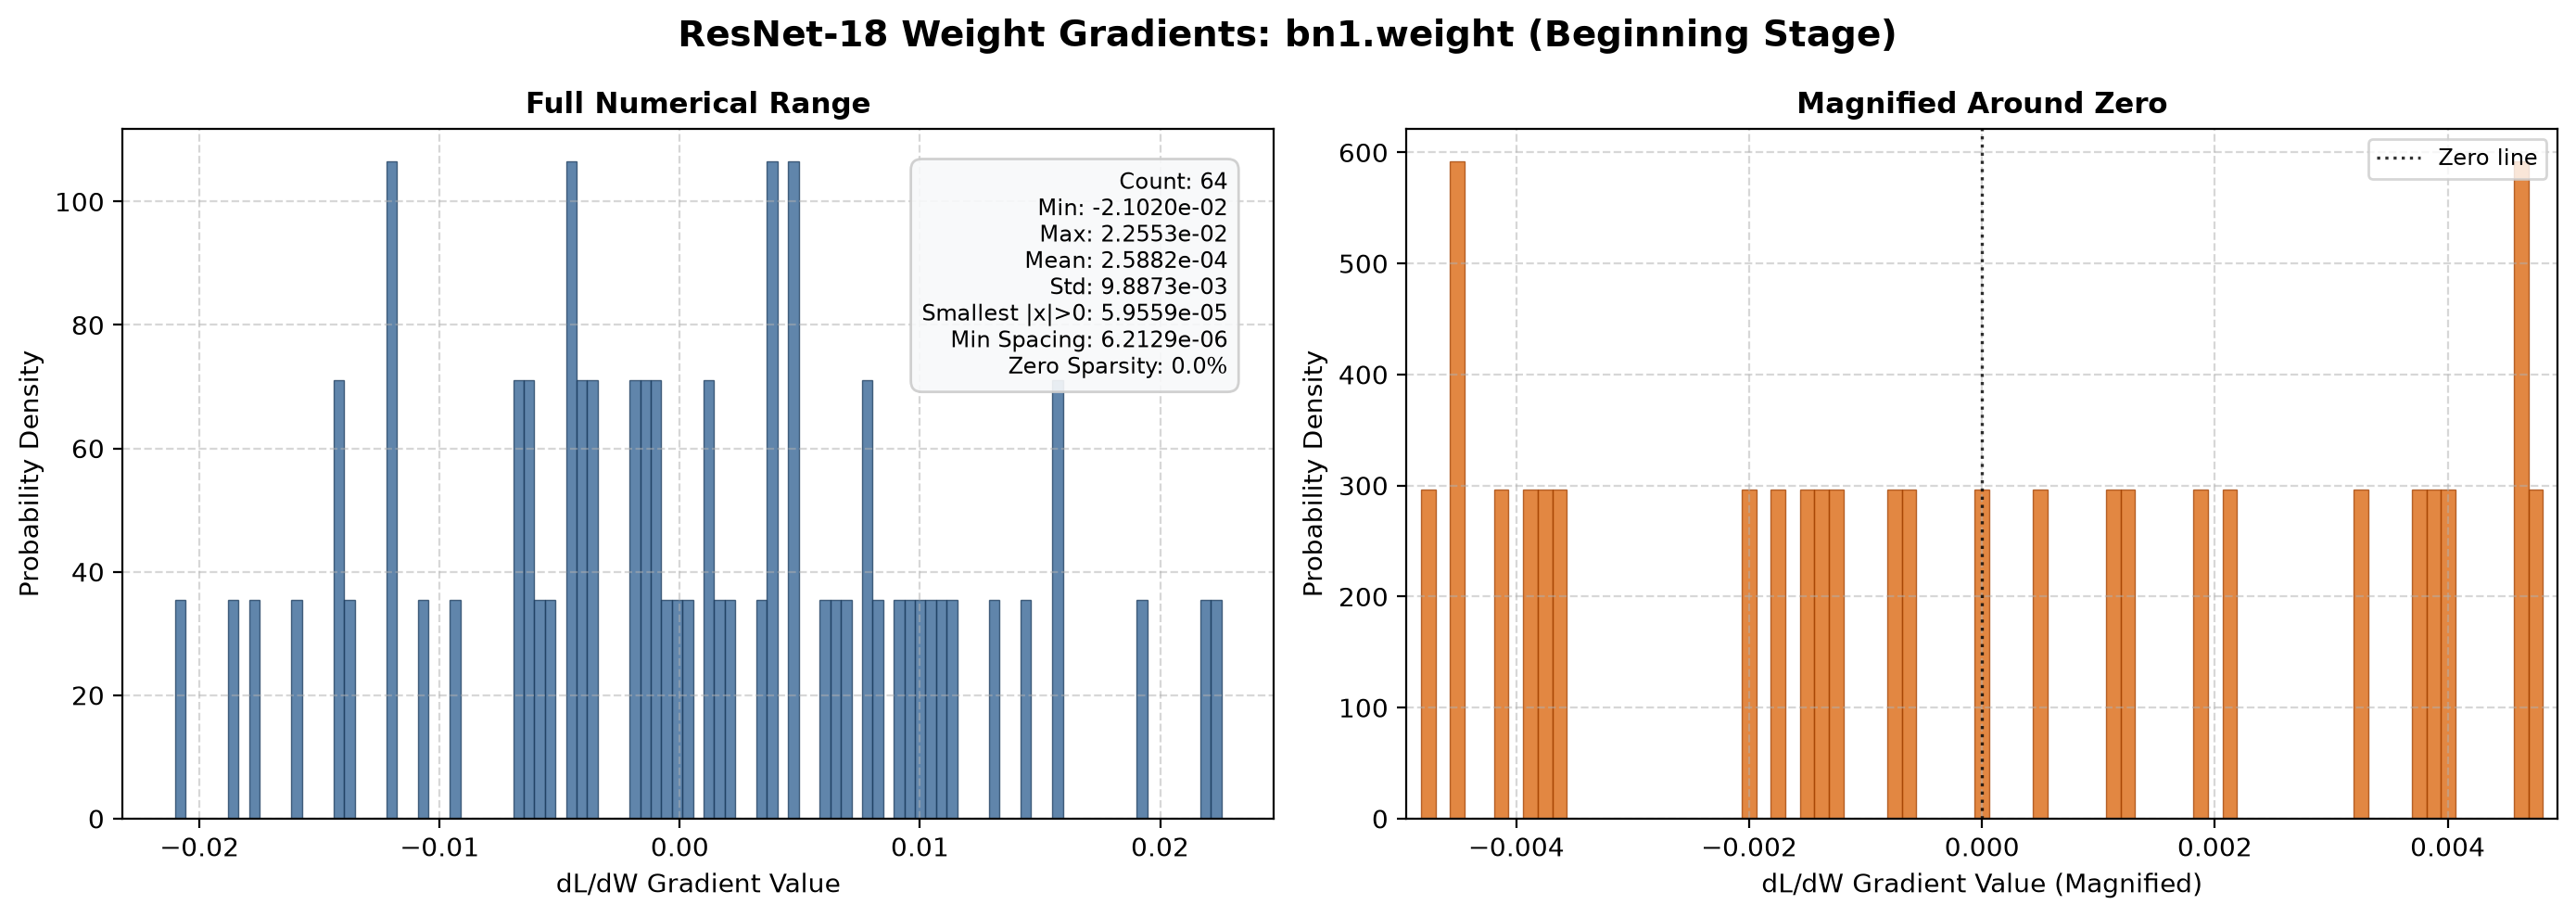 ResNet-18 Weight Gradients: bn1.weight (Beginning Stage)
Full Numerical Range
Probability Density
100
80
60
40
20
0
Count: 64
Min: -2.1020e-02
Max: 2.2553e-02
Mean: 2.5882e-04
Std: 9.8873e-03
Smallest |x|>0: 5.9559e-05
Min Spacing: 6.2129e-06
Zero Sparsity: 0.0%
−0.02 −0.01 0.00 0.01 0.02
dL/dW Gradient Value
Magnified Around Zero
Probability Density
600
500
400
300
200
100
0
Zero line
−0.004 −0.002 0.000 0.002 0.004
dL/dW Gradient Value (Magnified)